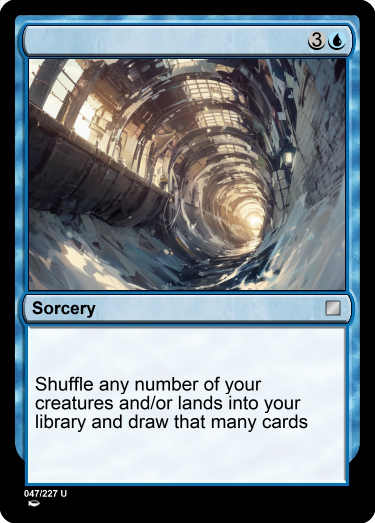 3
Sorcery
Shuffle any number of your
creatures and/or lands into your
library and draw that many cards
047/227 U